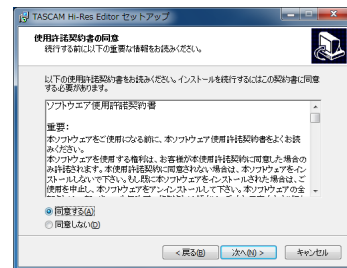 TASCAM Hi-Res Editor セットアップ
使用許諾契約書の同意
続行する前に以下の重要な情報をお読みください。
以下の使用許諾契約書をお読みください。インストールを続行するにはこの契約書に同意
する必要があります。
ソフトウエア使用許諾契約書
重要:
本ソフトウェアをご使用になる前に、本ソフトウェア使用許諾契約書をよくお読
みください。
本ソフトウェアを使用する権利は、お客様が本使用許諾契約に同意した場合の
み許諾されます。本使用許諾契約に同意されない場合は、本ソフトウェアをイン
ストールしないで下さい。もし既に本ソフトウェアをインストールされた場合は、ご
使用を中止し、本ソフトウェアをアンインストールして下さい。本ソフトウェアの全
同意する(A)
同意しない(D)
< 戻る(B)
次へ(N) >
キャンセル